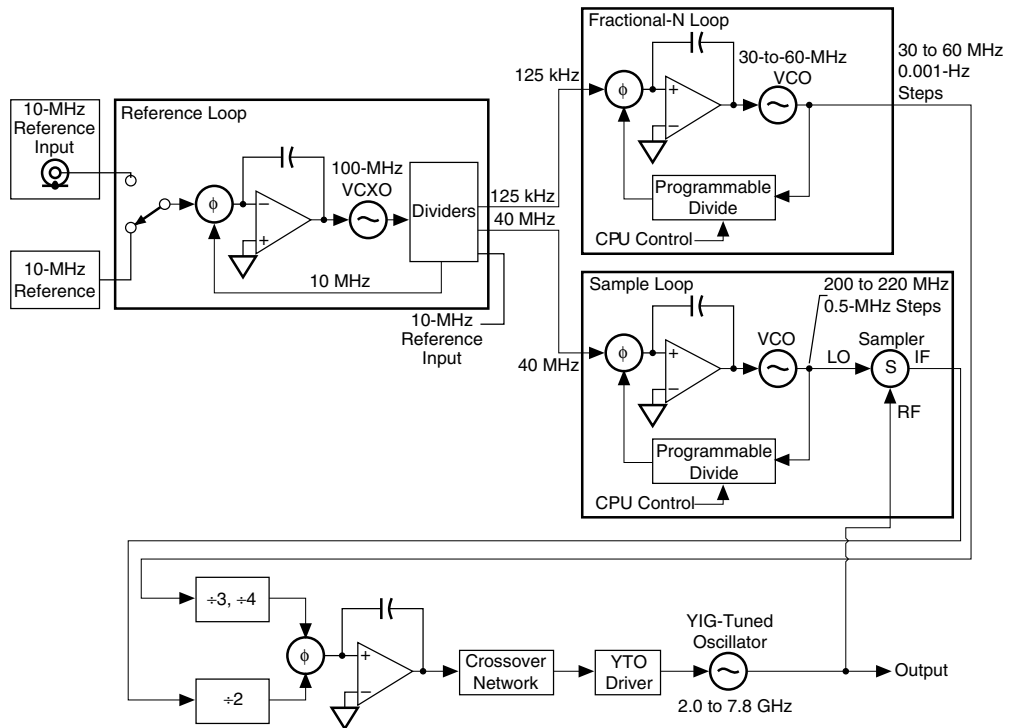 Fractional-N Loop
30-to-60-MHz
VCO
125 kHz
ϕ
+
−
Programmable
Divide
CPU Control
30 to 60 MHz
0.001-Hz
Steps
10-MHz
Reference
Input
10-MHz
Reference
Reference Loop
ϕ
−
+
100-MHz
VCXO
Dividers
125 kHz
40 MHz
10 MHz
10-MHz
Reference
Input
Sample Loop
40 MHz
ϕ
+
−
VCO
200 to 220 MHz
0.5-MHz Steps
LO
Sampler
S
IF
RF
Programmable
Divide
CPU Control
÷3, ÷4
÷2
ϕ
+
−
Crossover
Network
YTO
Driver
YIG-Tuned
Oscillator
2.0 to 7.8 GHz
Output